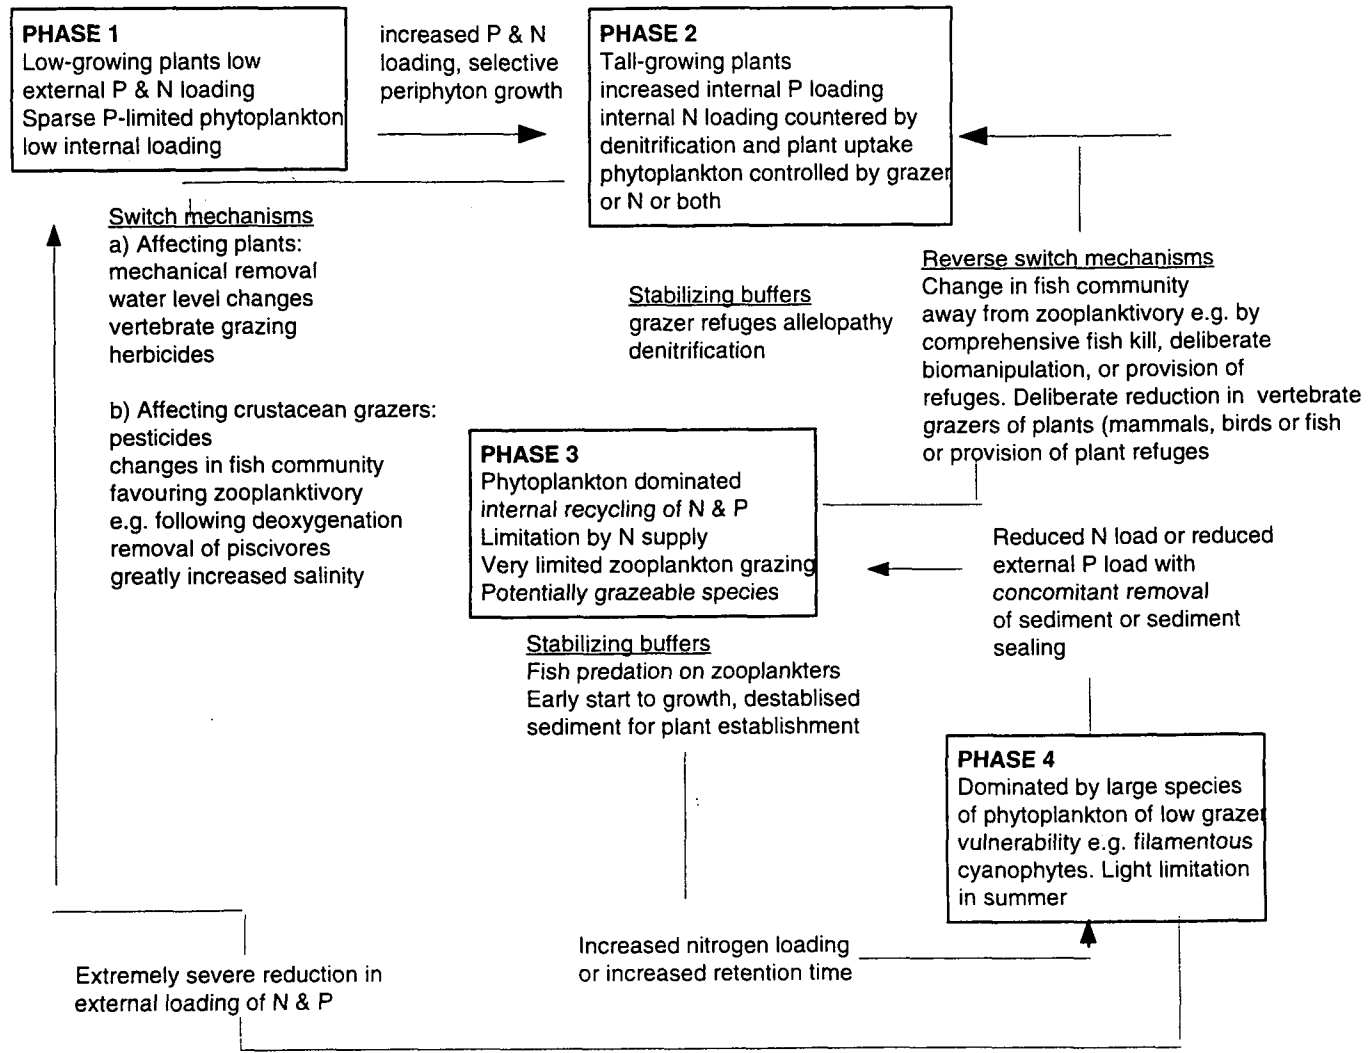 PHASE 1
Low-growing plants low
external P & N loading
Sparse P-limited phytoplankton
low internal loading
increased P & N
loading, selective
periphyton growth
PHASE 2
Tall-growing plants
increased internal P loading
internal N loading countered by
denitrification and plant uptake
phytoplankton controlled by grazer
or N or both
Switch mechanisms
a) Affecting plants:
mechanical removal
water level changes
vertebrate grazing
herbicides
b) Affecting crustacean grazers:
pesticides
changes in fish community
favouring zooplanktivory
e.g. following deoxygenation
removal of piscivores
greatly increased salinity
Stabilizing buffers
grazer refuges allelopathy
denitrification
Reverse switch mechanisms
Change in fish community
away from zooplanktivory e.g. by
comprehensive fish kill, deliberate
biomanipulation, or provision of
refuges. Deliberate reduction in vertebrate
grazers of plants (mammals, birds or fish
or provision of plant refuges
PHASE 3
Phytoplankton dominated
internal recycling of N & P
Limitation by N supply
Very limited zooplankton grazing
Potentially grazeable species
Stabilizing buffers
Fish predation on zooplankters
Early start to growth, destablised
sediment for plant establishment
Reduced N load or reduced
external P load with
concomitant removal
of sediment or sediment
sealing
PHASE 4
Dominated by large species
of phytoplankton of low grazer
vulnerability e.g. filamentous
cyanophytes. Light limitation
in summer
Increased nitrogen loading
or increased retention time
Extremely severe reduction in
external loading of N & P